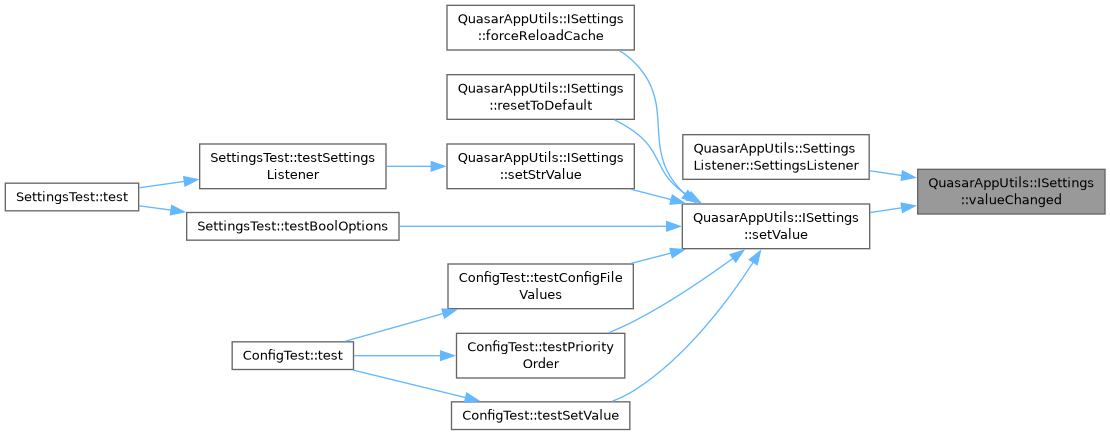 QuasarAppUtils::ISettings
::forceReloadCache
QuasarAppUtils::ISettings
::resetToDefault
QuasarAppUtils::Settings
Listener::SettingsListener
SettingsTest::testSettings
Listener
QuasarAppUtils::ISettings
::setStrValue
QuasarAppUtils::ISettings
::valueChanged
SettingsTest::test
SettingsTest::testBoolOptions
QuasarAppUtils::ISettings
::setValue
ConfigTest::testConfigFile
Values
ConfigTest::test
ConfigTest::testPriority
Order
ConfigTest::testSetValue